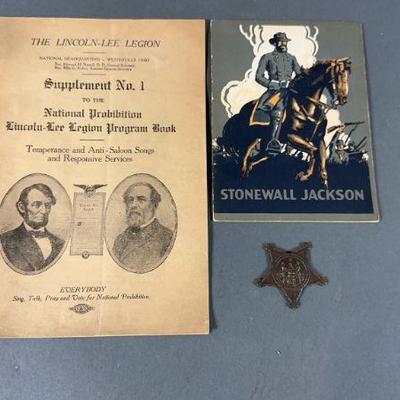 THE LINCOLN-LEE LEGION
NATIONAL HEADQUARTERS - WESTERVILLE OHIO
Supplement No. 1
TO THE
National Prohibition
Lincoln-Lee Legion Program Book
Temperance and Anti-Saloon Songs
and Responsive Services
EVERYBODY
Sing, Talk, Pray and Vote for National Prohibition.
STONEWALL JACKSON